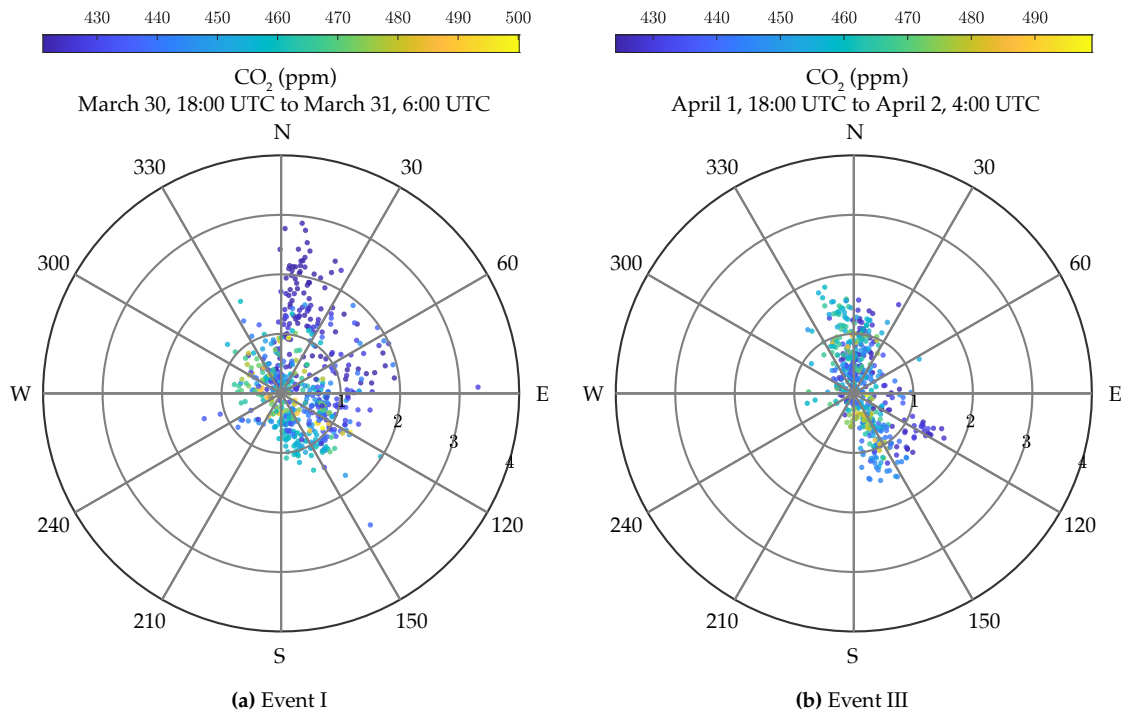 430 440 450 460 470 480 490 500
CO2 (ppm)
March 30, 18:00 UTC to March 31, 6:00 UTC
N
330 30
300 60
W E
1
2
3
4
240 120
210 150
S
(a) Event I
430 440 450 460 470 480 490
CO2 (ppm)
April 1, 18:00 UTC to April 2, 4:00 UTC
N
330 30
300 60
W E
1
2
3
4
240 120
210 150
S
(b) Event III